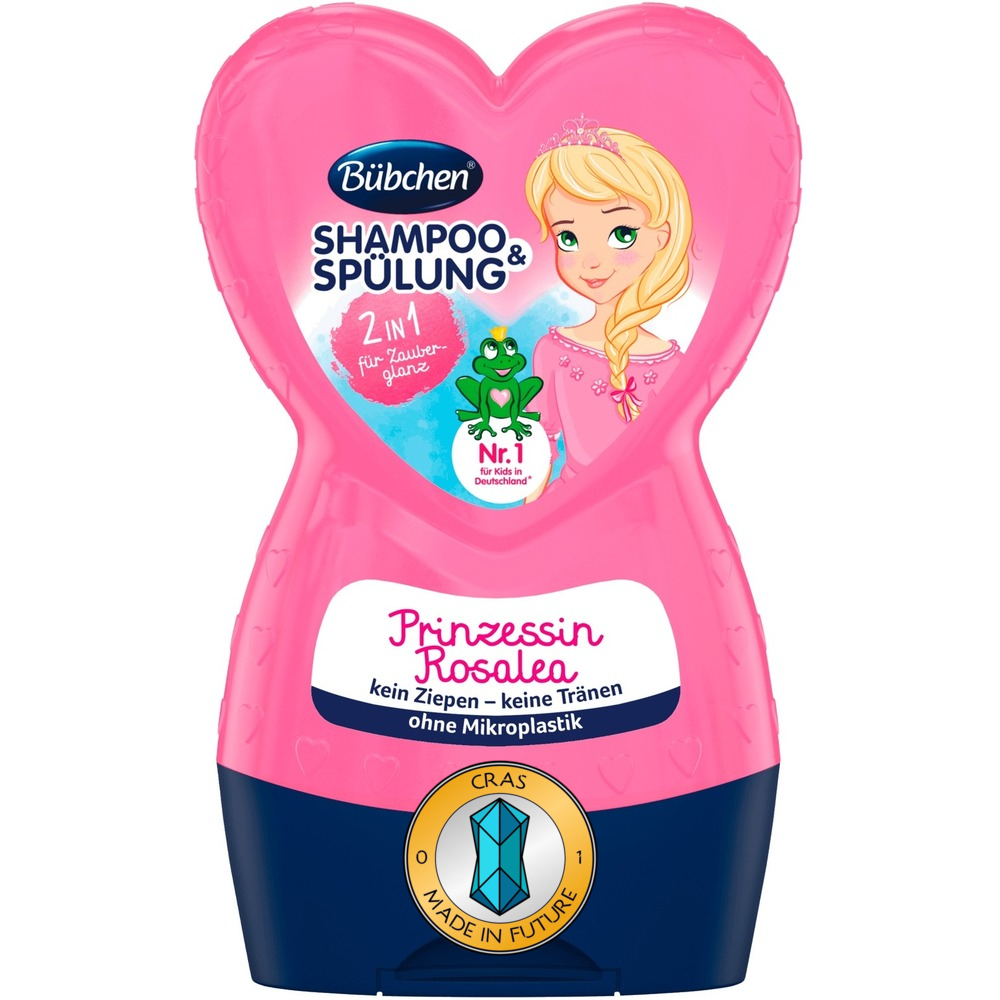 Bübchen®
SHAMPOO &
SPÜLUNG
2 IN 1
für Zauber-
glanz
Nr. 1
für Kids in
Deutschland*
Prinzessin
Rosalea
kein Ziepen – keine Tränen
ohne Mikroplastik
CRAS
0 1
MADE IN FUTURE